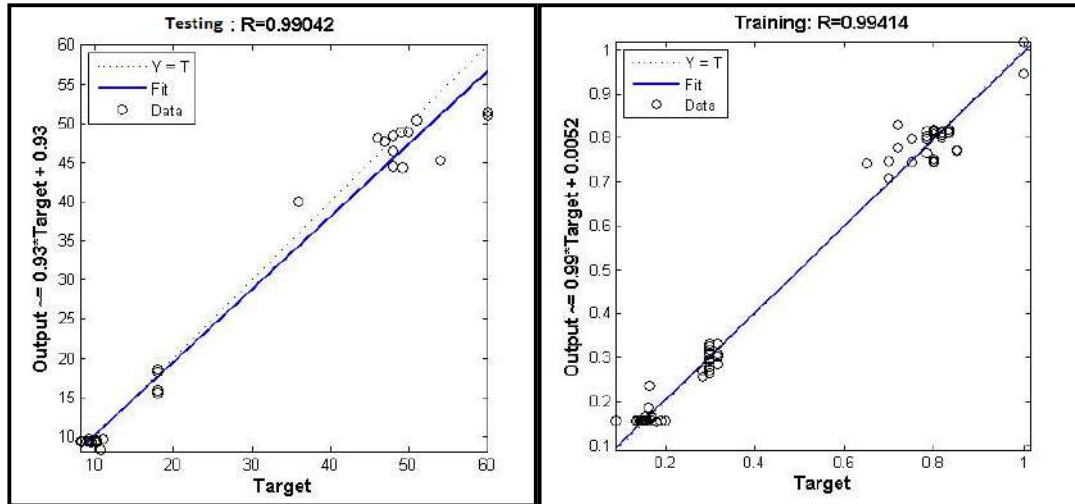 Testing : R=0.99042
Y = T
Fit
Data
Output ~= 0.93*Target + 0.93
60
55
50
45
40
35
30
25
20
15
10
10
20
30
40
50
60
Target
Training: R=0.99414
Y = T
Fit
Data
Output ~= 0.99*Target + 0.0052
1
0.9
0.8
0.7
0.6
0.5
0.4
0.3
0.2
0.1
0.2
0.4
0.6
0.8
1
Target